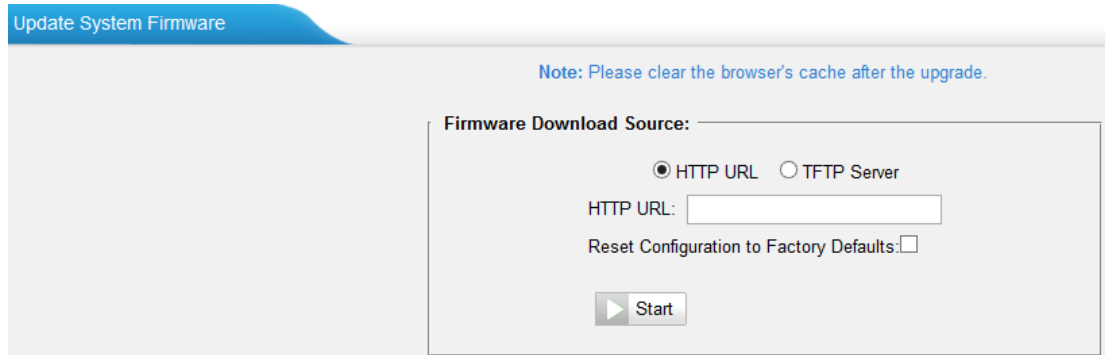 Update System Firmware
Note: Please clear the browser's cache after the upgrade.
Firmware Download Source:
HTTP URL TFTP Server
HTTP URL:
Reset Configuration to Factory Defaults:
Start